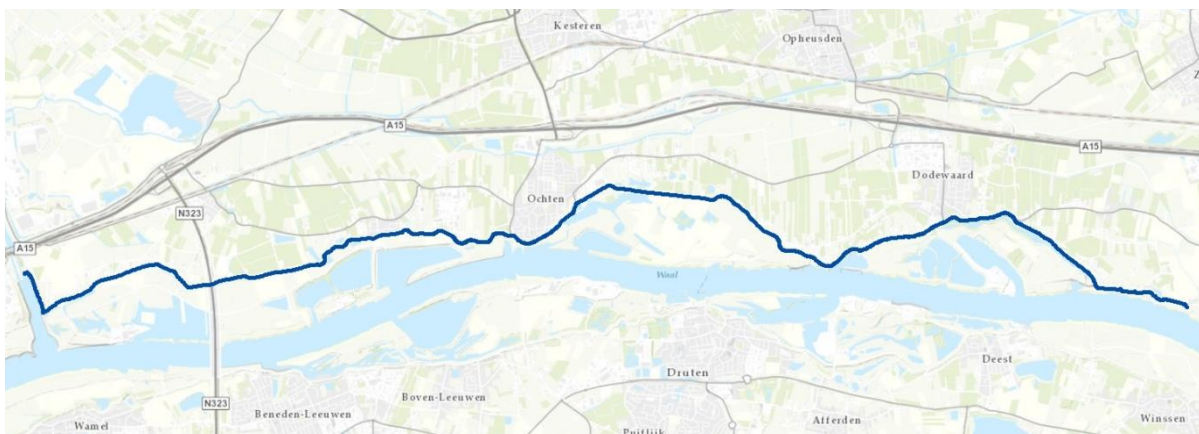 Kesteren
Opheusden
A15
A15
Dodewaard
Ochten
N323
A15
Waal
Druten
Deest
Boven-Leeuwen
N323
Beneden-Leeuwen
Afferden
Winssen
Wamel